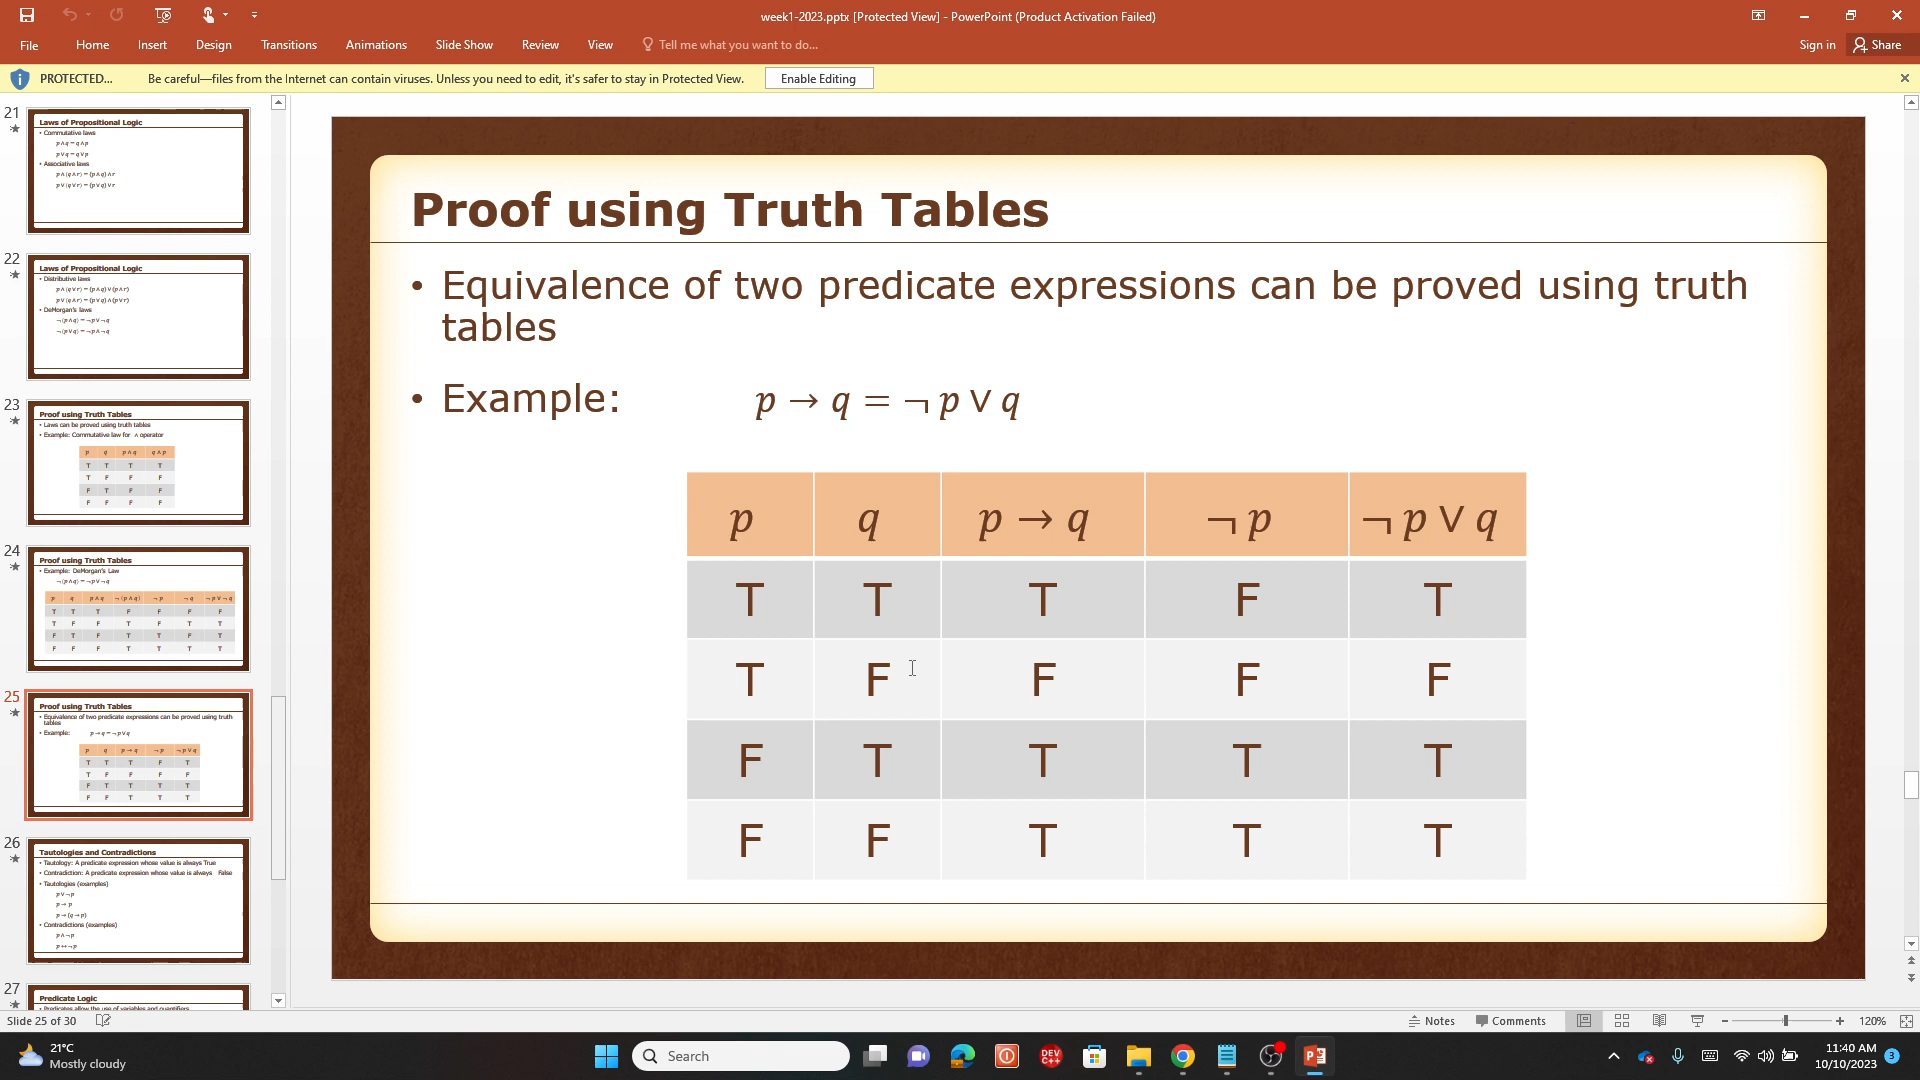 week1-2023.pptx [Protected View] - PowerPoint (Product Activation Failed)
File Home Insert Design Transitions Animations Slide Show Review View Tell me what you want to do... Sign in Share
PROTECTED... Be careful—files from the Internet can contain viruses. Unless you need to edit, it's safer to stay in Protected View. Enable Editing
21
Laws of Propositional Logic
• Commutative laws
p ∧ q = q ∧ p
p ∨ q = q ∨ p
• Associative laws
p ∧ (q ∧ r) = (p ∧ q) ∧ r
p ∨ (q ∨ r) = (p ∨ q) ∨ r
22
Laws of Propositional Logic
• Distributive laws
p ∧ (q ∨ r) = (p ∧ q) ∨ (p ∧ r)
p ∨ (q ∧ r) = (p ∨ q) ∧ (p ∨ r)
• DeMorgan's laws
¬ (p ∧ q) = ¬ p ∨ ¬ q
¬ (p ∨ q) = ¬ p ∧ ¬ q
23
Proof using Truth Tables
• Laws can be proved using truth tables
• Example: Commutative law for ∧ operator
p q p ∧ q q ∧ p
T T T T
T F F F
F T F F
F F F F
24
Proof using Truth Tables
• Example: DeMorgan's Law
¬ (p ∧ q) = ¬ p ∨ ¬ q
p q p ∧ q ¬ (p ∧ q) ¬ p ¬ q ¬ p ∨ ¬ q
T T T F F F F
T F F T F T T
F T F T T F T
F F F T T T T
25
Proof using Truth Tables
• Equivalence of two predicate expressions can be proved using truth
tables
• Example: p → q = ¬ p ∨ q
p q p → q ¬ p ¬ p ∨ q
T T T F T
T F F F F
F T T T T
F F T T T
26
Tautologies and Contradictions
• Tautology: A predicate expression whose value is always True
• Contradiction: A predicate expression whose value is always False
• Tautologies (examples)
p ∨ ¬ p
p → p
p → (q → p)
• Contradictions (examples)
p ∧ ¬ p
p ↔ ¬ p
27
Predicate Logic
• Predicates allow the use of variables and quantifiers
Proof using Truth Tables
• Equivalence of two predicate expressions can be proved using truth
tables
• Example: p → q = ¬ p ∨ q
p q p → q ¬ p ¬ p ∨ q
T T T F T
T F F F F
F T T T T
F F T T T
Slide 25 of 30 Notes Comments 120%
21°C
Mostly cloudy
Search
DEV
C++
11:40 AM
10/10/2023
3